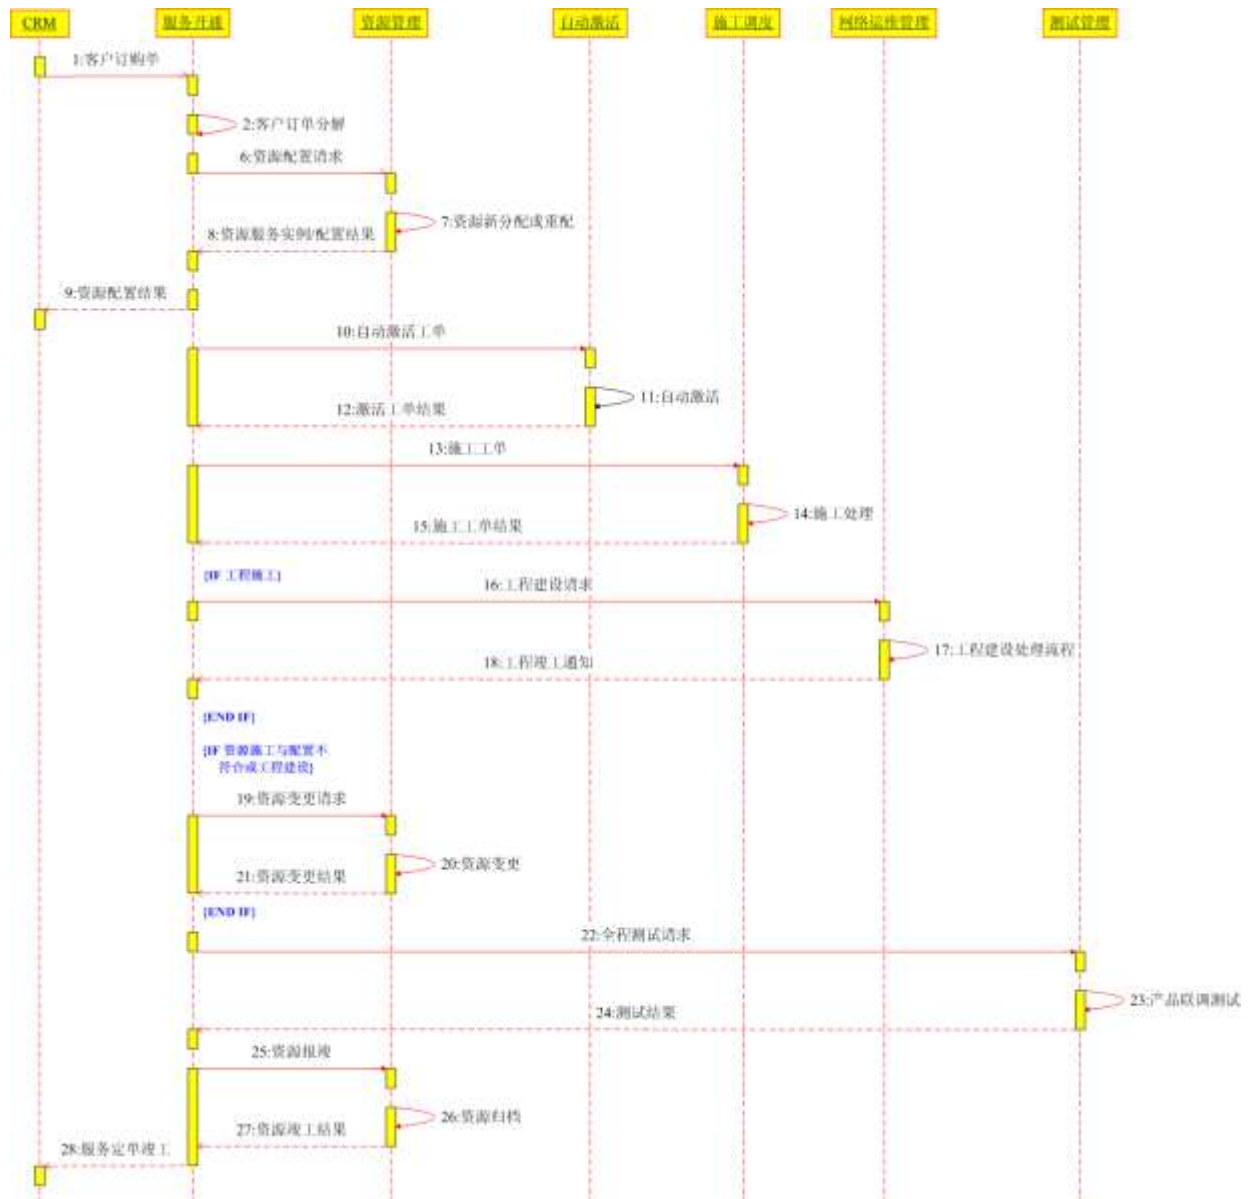 CRM
服务开通
资源管理
自动激活
施工调度
网络运维管理
测试管理
1:客户订购单
2:客户订单分解
6:资源配置请求
7:资源新分配或重配
8:资源服务实例/配置结果
9:资源配置结果
10:自动激活工单
11:自动激活
12:激活工单结果
13:施工工单
14:施工处理
15:施工工单结果
{IF 工程施工}
16:工程建设请求
17:工程建设处理流程
18:工程竣工通知
{END IF}
{IF 资源施工与配置不
符合或工程建设}
19:资源变更请求
20:资源变更
21:资源变更结果
{END IF}
22:全程测试请求
23:产品联调测试
24:测试结果
25:资源报竣
26:资源归档
27:资源竣工结果
28:服务定单竣工